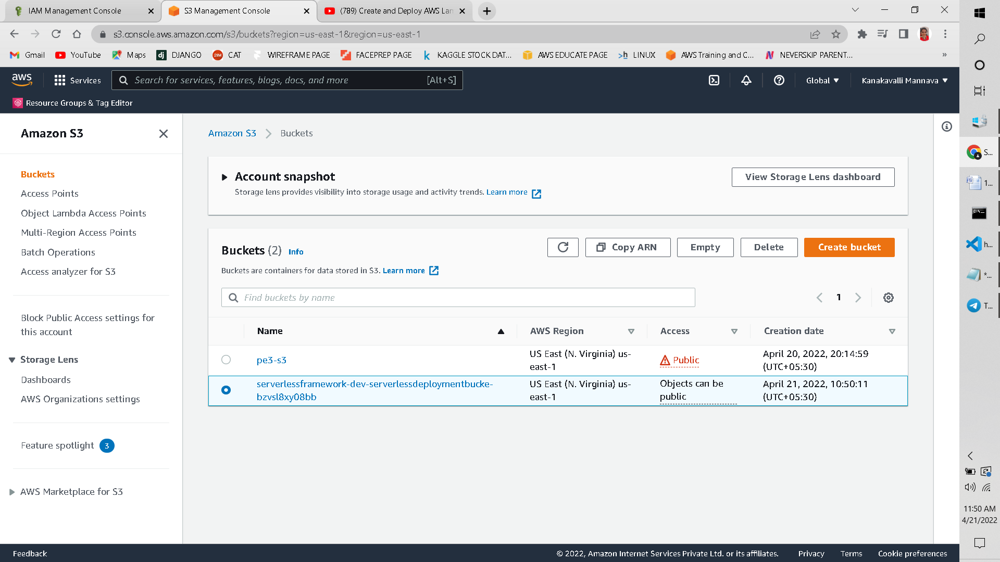 IAM Management Console
S3 Management Console
(789) Create and Deploy AWS Lan
s3.console.aws.amazon.com/s3/buckets?region=us-east-1&region=us-east-1
Gmail
YouTube
Maps
dj DJANGO
CAT
WIREFRAME PAGE
FACEPREP PAGE
k KAGGLE STOCK DAT...
AWS EDUCATE PAGE
>h LINUX
AWS Training and C...
N NEVERSKIP PARENT...
»
aws
Services
Search for services, features, blogs, docs, and more [Alt+S]
Global
Kanakavalli Mannava
Resource Groups & Tag Editor
Amazon S3
Buckets
Access Points
Object Lambda Access Points
Multi-Region Access Points
Batch Operations
Access analyzer for S3
Block Public Access settings for
this account
Storage Lens
Dashboards
AWS Organizations settings
Feature spotlight 3
AWS Marketplace for S3
Amazon S3 > Buckets
Account snapshot
Storage lens provides visibility into storage usage and activity trends. Learn more
View Storage Lens dashboard
Buckets (2) Info
Copy ARN
Empty
Delete
Create bucket
Buckets are containers for data stored in S3. Learn more
Find buckets by name
1
Name AWS Region Access Creation date
pe3-s3
US East (N. Virginia) us-
east-1
Public
April 20, 2022, 20:14:59
(UTC+05:30)
serverlessframework-dev-serverlessdeploymentbucke-
bzvsl8xy08bb
US East (N. Virginia) us-
east-1
Objects can be
public
April 21, 2022, 10:50:11
(UTC+05:30)
Feedback
© 2022, Amazon Internet Services Private Ltd. or its affiliates.
Privacy
Terms
Cookie preferences
S...
1...
h...
*...
T...
11:50 AM
4/21/2022